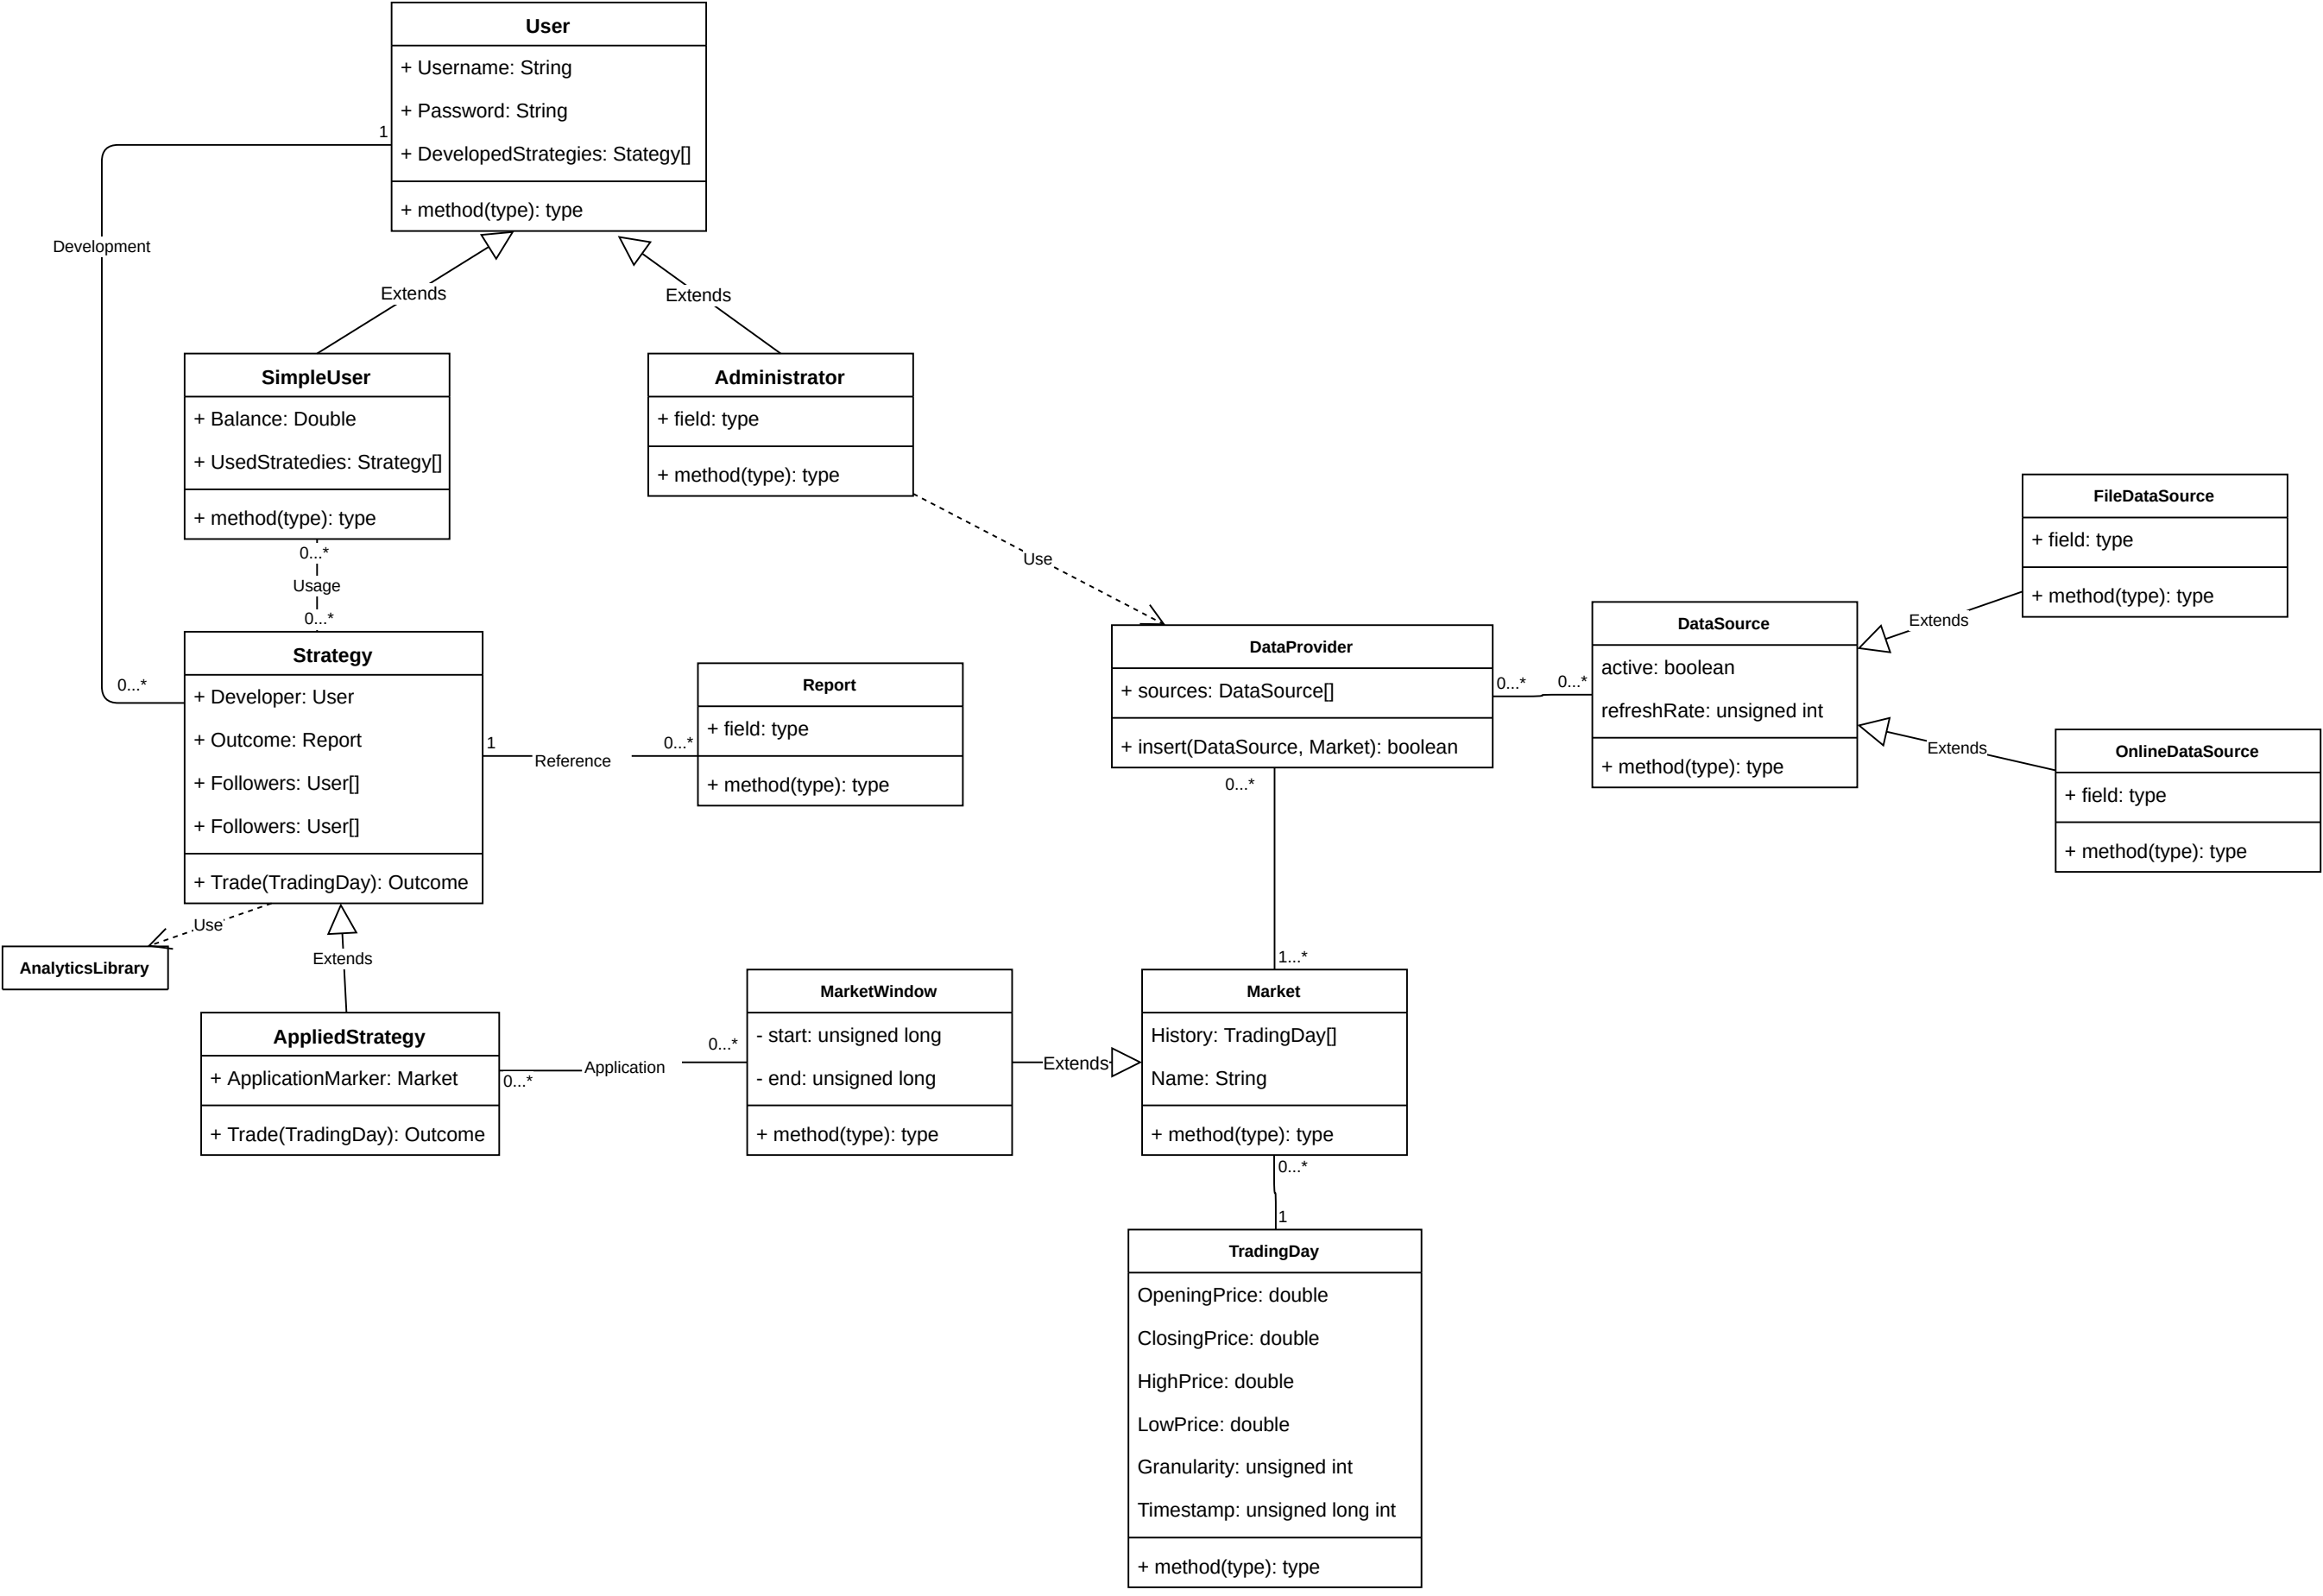 User
+ Username: String
+ Password: String
+ DevelopedStrategies: Stategy[]
+ method(type): type
1
Development
0...*
Extends
Extends
SimpleUser
+ Balance: Double
+ UsedStratedies: Strategy[]
+ method(type): type
Administrator
+ field: type
+ method(type): type
0...*
Usage
0...*
Use
Strategy
+ Developer: User
+ Outcome: Report
+ Followers: User[]
+ Followers: User[]
+ Trade(TradingDay): Outcome
1
Reference
0...*
Report
+ field: type
+ method(type): type
DataProvider
+ sources: DataSource[]
+ insert(DataSource, Market): boolean
0...*
0...*
DataSource
active: boolean
refreshRate: unsigned int
+ method(type): type
Extends
FileDataSource
+ field: type
+ method(type): type
Extends
OnlineDataSource
+ field: type
+ method(type): type
Use
AnalyticsLibrary
Extends
AppliedStrategy
+ ApplicationMarker: Market
+ Trade(TradingDay): Outcome
0...*
Application
0...*
MarketWindow
- start: unsigned long
- end: unsigned long
+ method(type): type
Extends
0...*
1...*
Market
History: TradingDay[]
Name: String
+ method(type): type
0...*
1
TradingDay
OpeningPrice: double
ClosingPrice: double
HighPrice: double
LowPrice: double
Granularity: unsigned int
Timestamp: unsigned long int
+ method(type): type